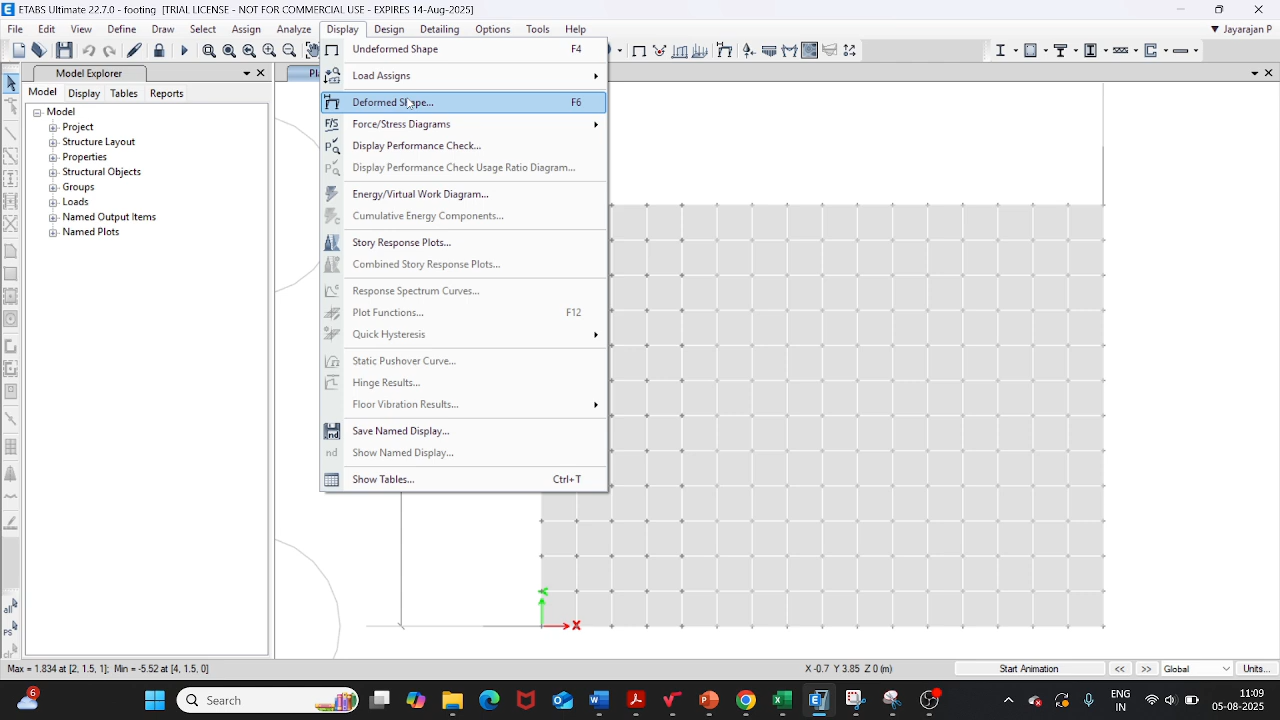 ETABS Ultimate 22.7.0 - footing [TRIAL LICENSE - NOT FOR COMMERCIAL USE - EXPIRES 14-Aug-2025]
File Edit View Define Draw Select Assign Analyze Display Design Detailing Options Tools Help
Jayarajan P
Model Explorer
Model Display Tables Reports
Model
Project
Structure Layout
Properties
Structural Objects
Groups
Loads
Named Output Items
Named Plots
Undeformed Shape F4
Load Assigns
Deformed Shape... F6
Force/Stress Diagrams
Display Performance Check...
Display Performance Check Usage Ratio Diagram...
Energy/Virtual Work Diagram...
Cumulative Energy Components...
Story Response Plots...
Combined Story Response Plots...
Response Spectrum Curves...
Plot Functions... F12
Quick Hysteresis
Static Pushover Curve...
Hinge Results...
Floor Vibration Results...
Save Named Display...
nd Show Named Display...
Show Tables... Ctrl+T
X
all
PS
clr
Max = 1.834 at [2, 1.5, 1]; Min = -5.52 at [4, 1.5, 0]
X -0.7 Y 3.85 Z 0 (m)
Start Animation << >> Global Units...
6
Search
ENG
IN
11:09
05-08-2025